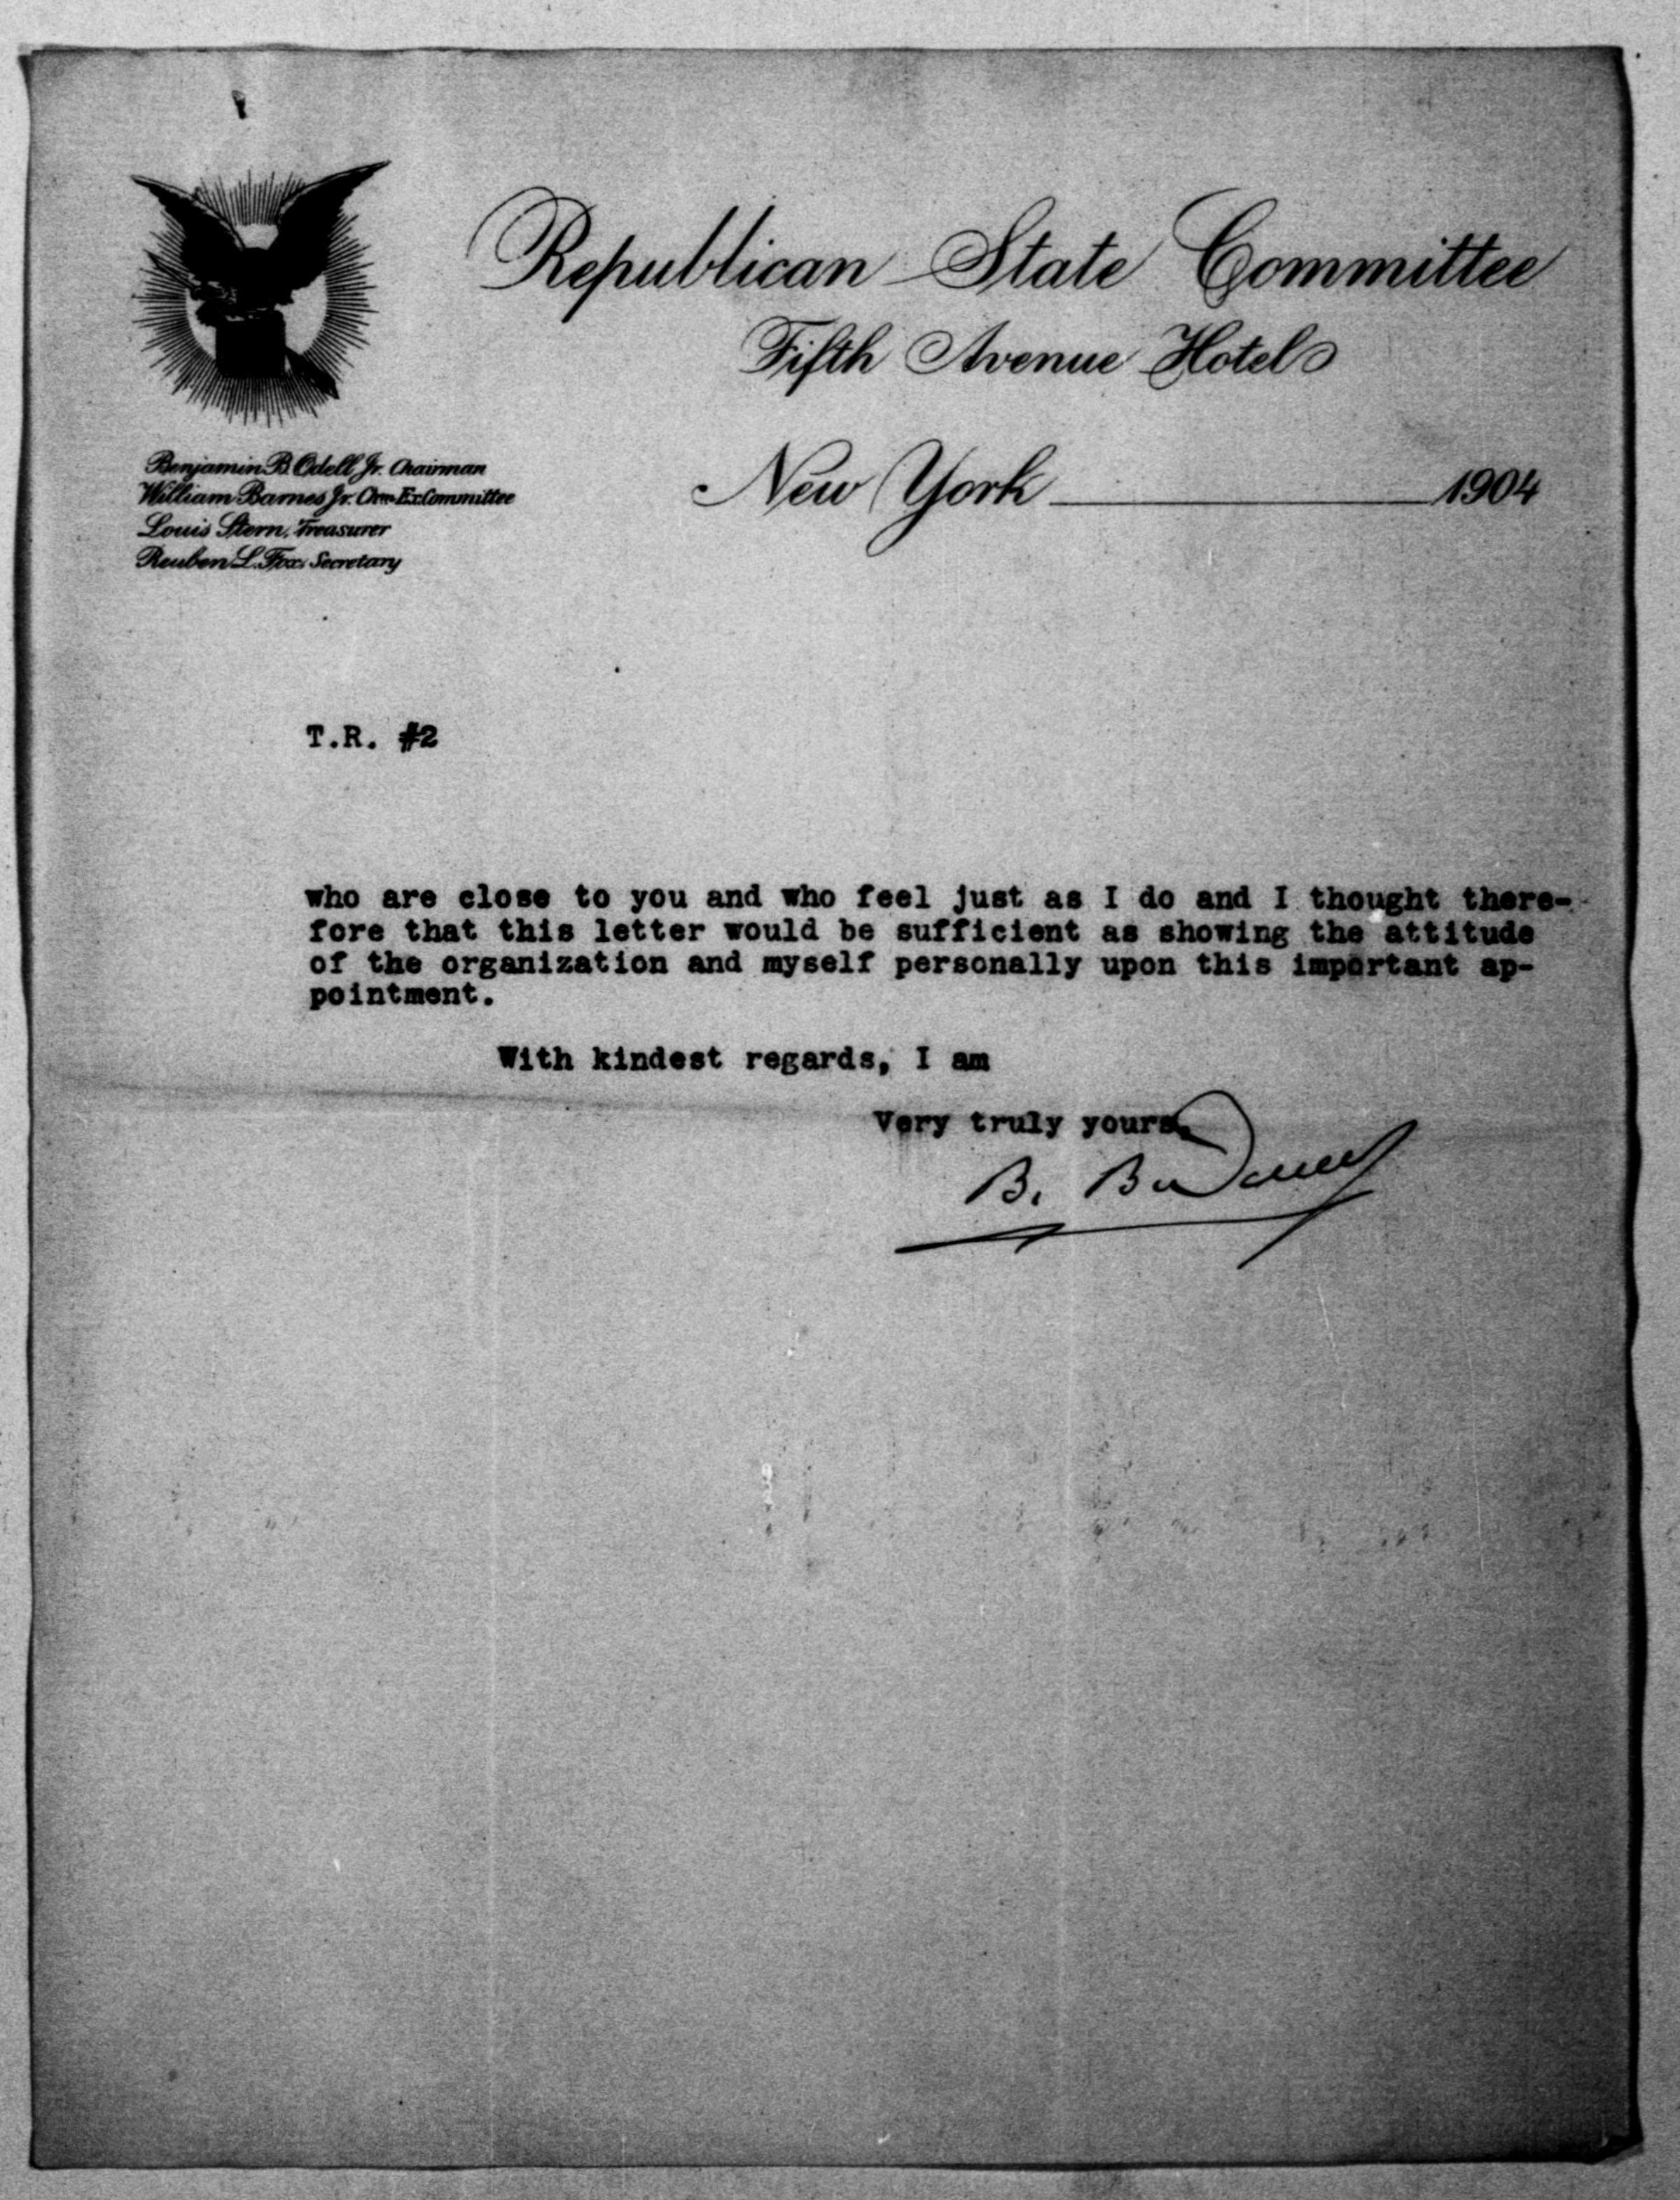 Republican State Committee
Fifth Avenue Hotel
New York 1904
Benjamin B. Odell Jr. Chairman
William Barnes Jr. Chm. Ex. Committee
Louis Stern, Treasurer
Reuben L. Fox, Secretary
T.R. #2
who are close to you and who feel just as I do and I thought there-
fore that this letter would be sufficient as showing the attitude
of the organization and myself personally upon this important ap-
pointment.
With kindest regards, I am
Very truly yours,
B. B.